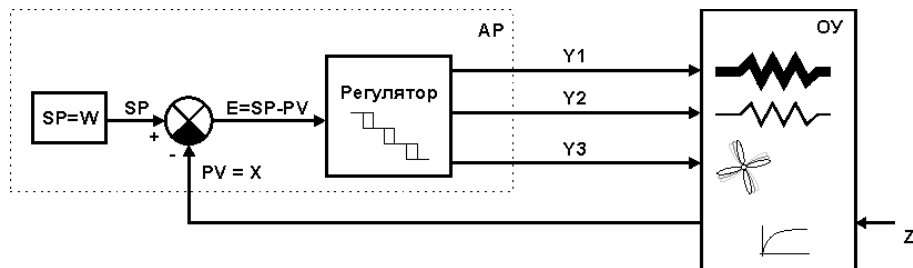 АР
ОУ
SP=W
SP
+
-
E=SP-PV
PV = X
Регулятор
Y1
Y2
Y3
Z